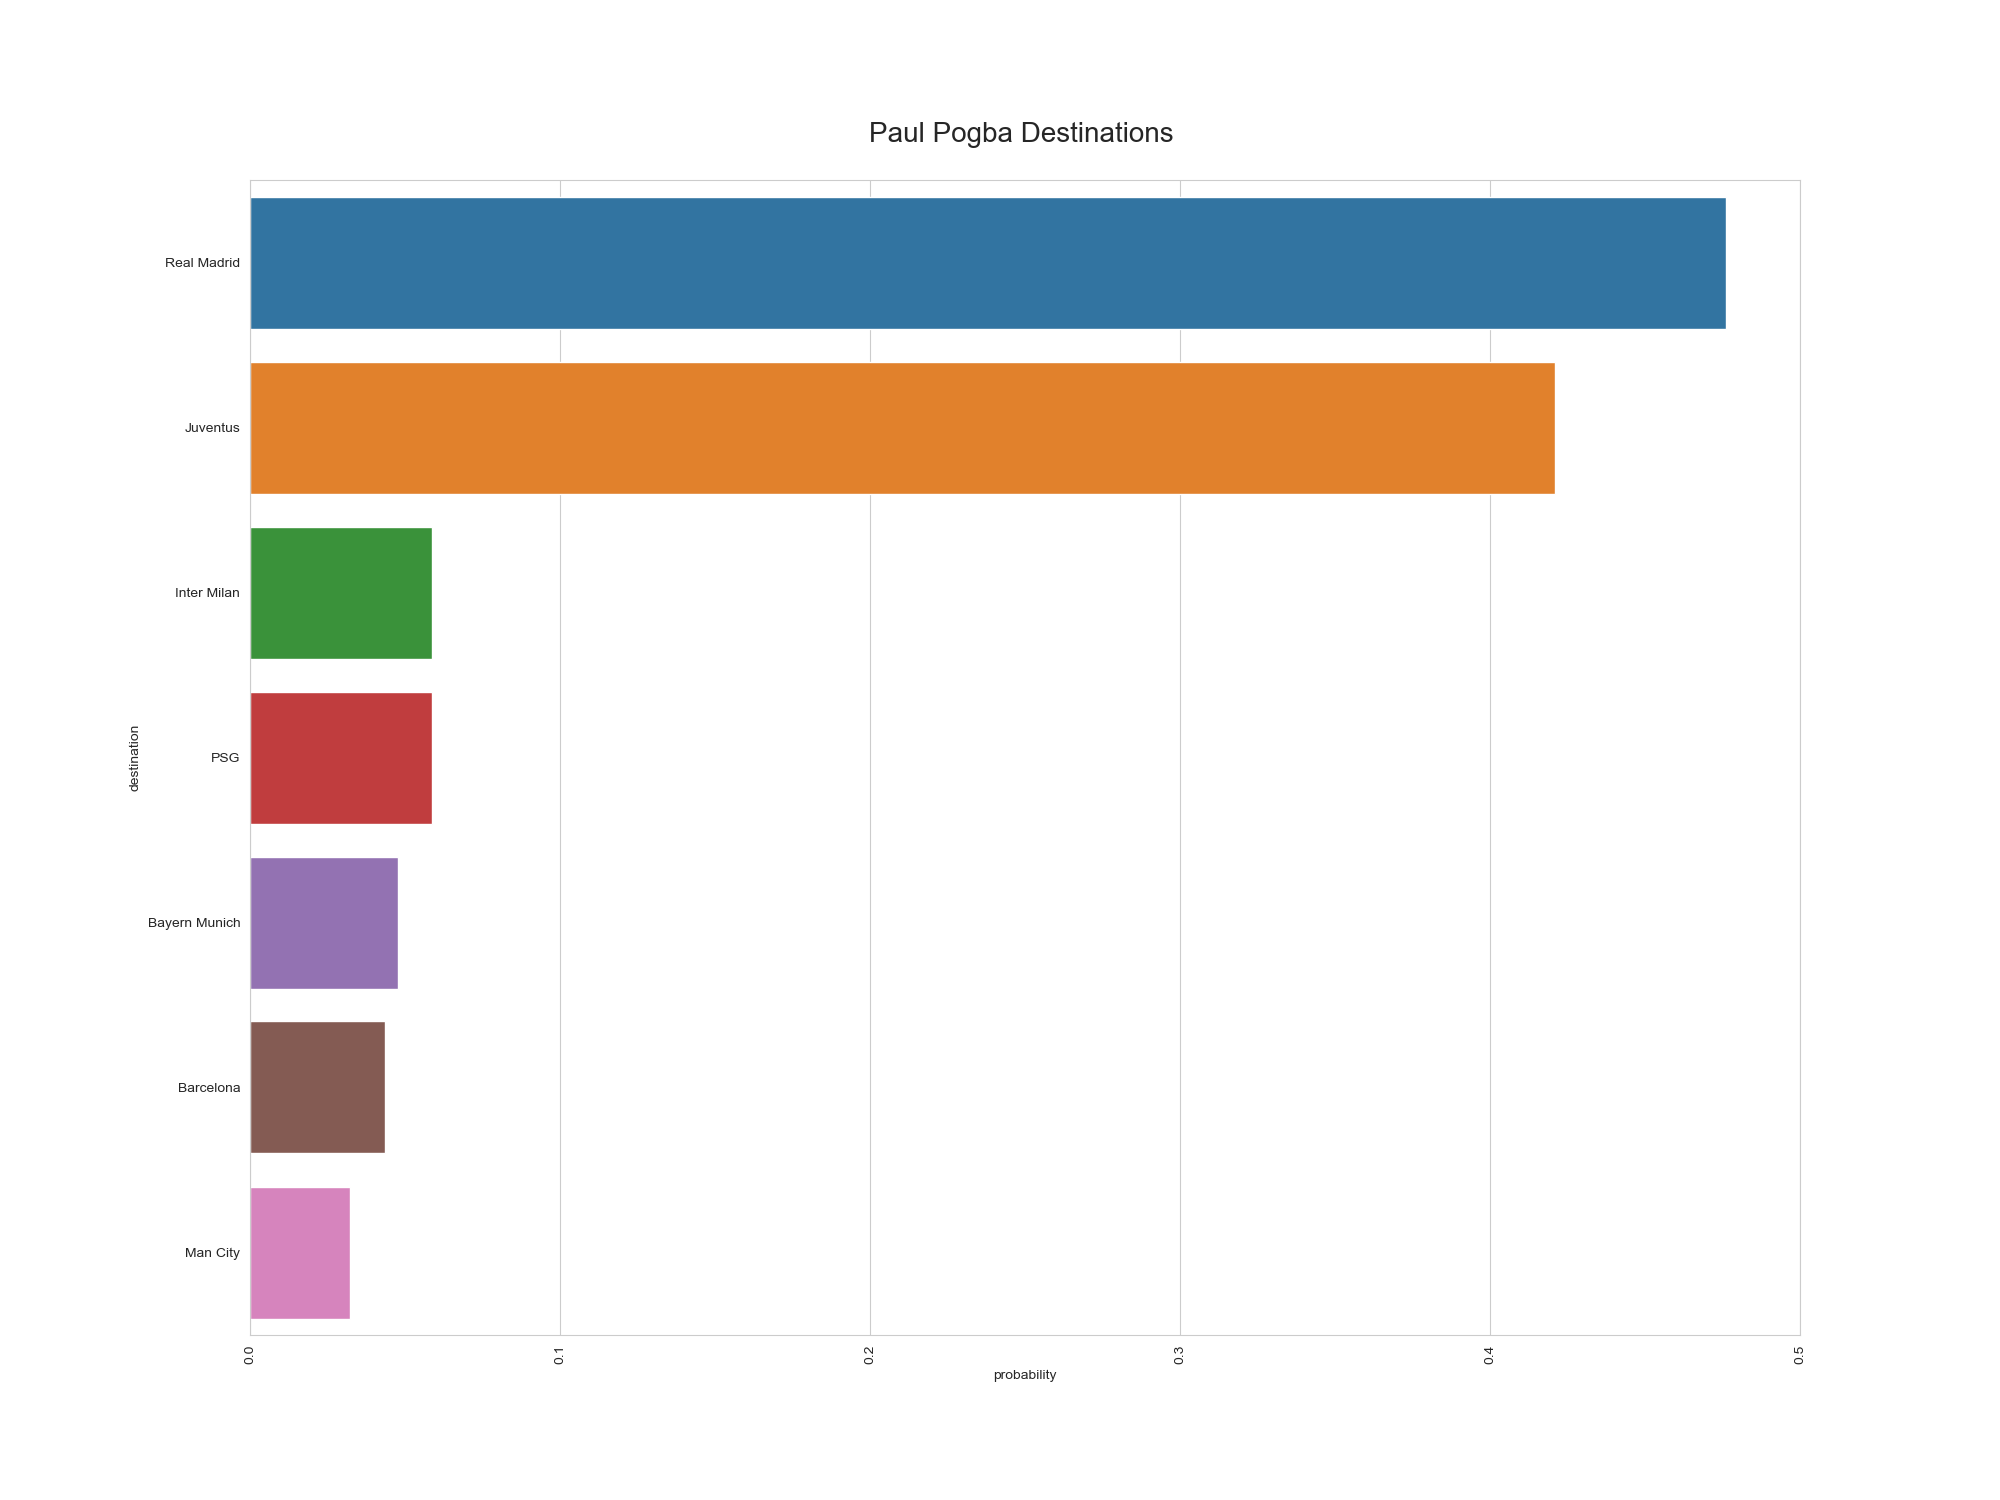 Paul Pogba Destinations
Real Madrid
Juventus
Inter Milan
PSG
Bayern Munich
Barcelona
Man City
destination
0.0
0.1
0.2
0.3
0.4
0.5
probability